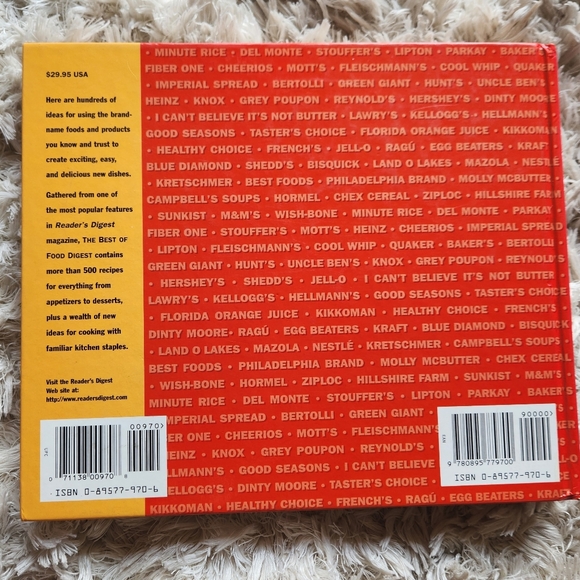 $29.95 USA
Here are hundreds of
ideas for using the brand-
name foods and products
you know and trust to
create exciting, easy,
and delicious new dishes.
Gathered from one of
the most popular features
in Reader's Digest
magazine, THE BEST OF
FOOD DIGEST contains
more than 500 recipes
for everything from
appetizers to desserts,
plus a wealth of new
ideas for cooking with
familiar kitchen staples.
Visit the Reader's Digest
Web site at:
http://www.readersdigest.com
• MINUTE RICE • DEL MONTE • STOUFFER'S • LIPTON • PARKAY • BAKER'S
FIBER ONE • CHEERIOS • MOTT'S • FLEISCHMANN'S • COOL WHIP • QUAKER
• IMPERIAL SPREAD • BERTOLLI • GREEN GIANT • HUNT'S • UNCLE BEN'S •
HEINZ • KNOX • GREY POUPON • REYNOLD'S • HERSHEY'S • DINTY MOORE
• I CAN'T BELIEVE IT'S NOT BUTTER • LAWRY'S • KELLOGG'S • HELLMANN'S
GOOD SEASONS • TASTER'S CHOICE • FLORIDA ORANGE JUICE • KIKKOMAN
• HEALTHY CHOICE • FRENCH'S • JELL-O • RAGÚ • EGG BEATERS • KRAFT
BLUE DIAMOND • SHEDD'S • BISQUICK • LAND O LAKES • MAZOLA • NESTLÉ
• KRETSCHMER • BEST FOODS • PHILADELPHIA BRAND • MOLLY MCBUTTER •
CAMPBELL'S SOUPS • HORMEL • CHEX CEREAL • ZIPLOC • HILLSHIRE FARM
• SUNKIST • M&M'S • WISH-BONE • MINUTE RICE • DEL MONTE • PARKAY
FIBER ONE • STOUFFER'S • MOTT'S • HEINZ • CHEERIOS • IMPERIAL SPREAD
• LIPTON • FLEISCHMANN'S • COOL WHIP • QUAKER • BAKER'S • BERTOLLI
GREEN GIANT • HUNT'S • UNCLE BEN'S • KNOX • GREY POUPON • REYNOLD'S
• HERSHEY'S • SHEDD'S • JELL-O • I CAN'T BELIEVE IT'S NOT BUTTER
LAWRY'S • KELLOGG'S • HELLMANN'S • GOOD SEASONS • TASTER'S CHOICE
• FLORIDA ORANGE JUICE • KIKKOMAN • HEALTHY CHOICE • FRENCH'S •
DINTY MOORE • RAGÚ • EGG BEATERS • KRAFT • BLUE DIAMOND • BISQUICK
• LAND O LAKES • MAZOLA • NESTLÉ • KRETSCHMER • CAMPBELL'S SOUPS
BEST FOODS • PHILADELPHIA BRAND • MOLLY MCBUTTER • CHEX CEREAL
• WISH-BONE • HORMEL • ZIPLOC • HILLSHIRE FARM • SUNKIST • M&M'S •
MINUTE RICE • DEL MONTE • STOUFFER'S • LIPTON • PARKAY • BAKER'S
IMPERIAL SPREAD • BERTOLLI • GREEN GIANT
FIBER ONE • CHEERIOS • MOTT'S • FLEIS
HEINZ • KNOX • GREY POUPON • REYNOLD'S
LLMANN'S • GOOD SEASONS • I CAN'T BELIEVE
KELLOGG'S • DINTY MOORE • TASTER'S CHOICE
KIKKOMAN • HEALTHY CHOICE • FRENCH'S • RAGÚ • EGG BEATERS • KRAFT
00970>
0 71138 00970 6
ISBN 0-89577-970-6
90000>
9 780895 779700
ISBN 0-89577-970-6